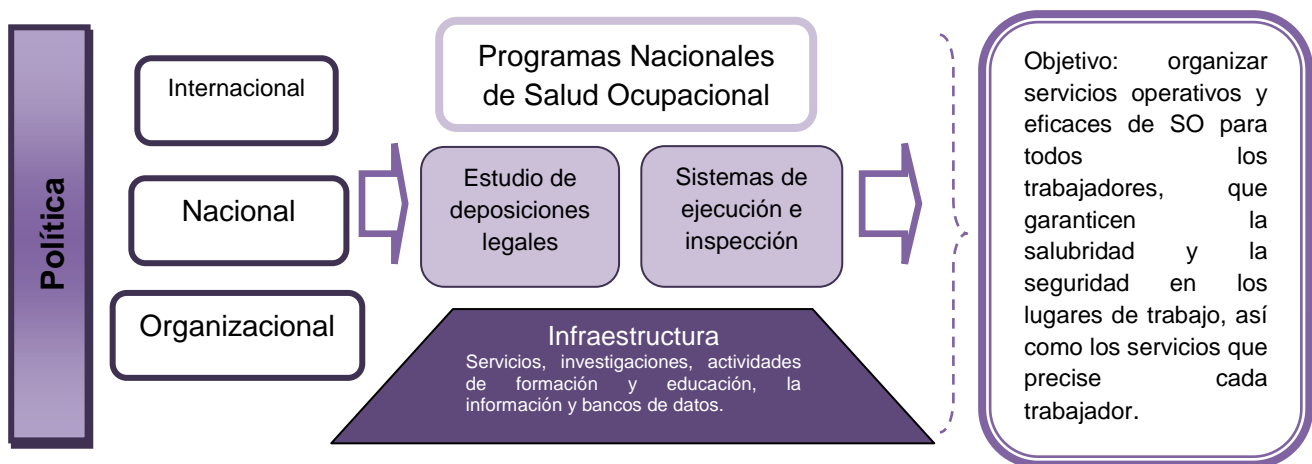 Política
Internacional
Nacional
Organizacional
Programas Nacionales
de Salud Ocupacional
Estudio de
deposiciones
legales
Sistemas de
ejecución e
inspección
Infraestructura
Servicios, investigaciones, actividades
de formación y educación, la
información y bancos de datos.
Objetivo: organizar
servicios operativos y
eficaces de SO para
todos los
trabajadores, que
garanticen la
salubridad y la
seguridad en los
lugares de trabajo, así
como los servicios que
precise cada
trabajador.